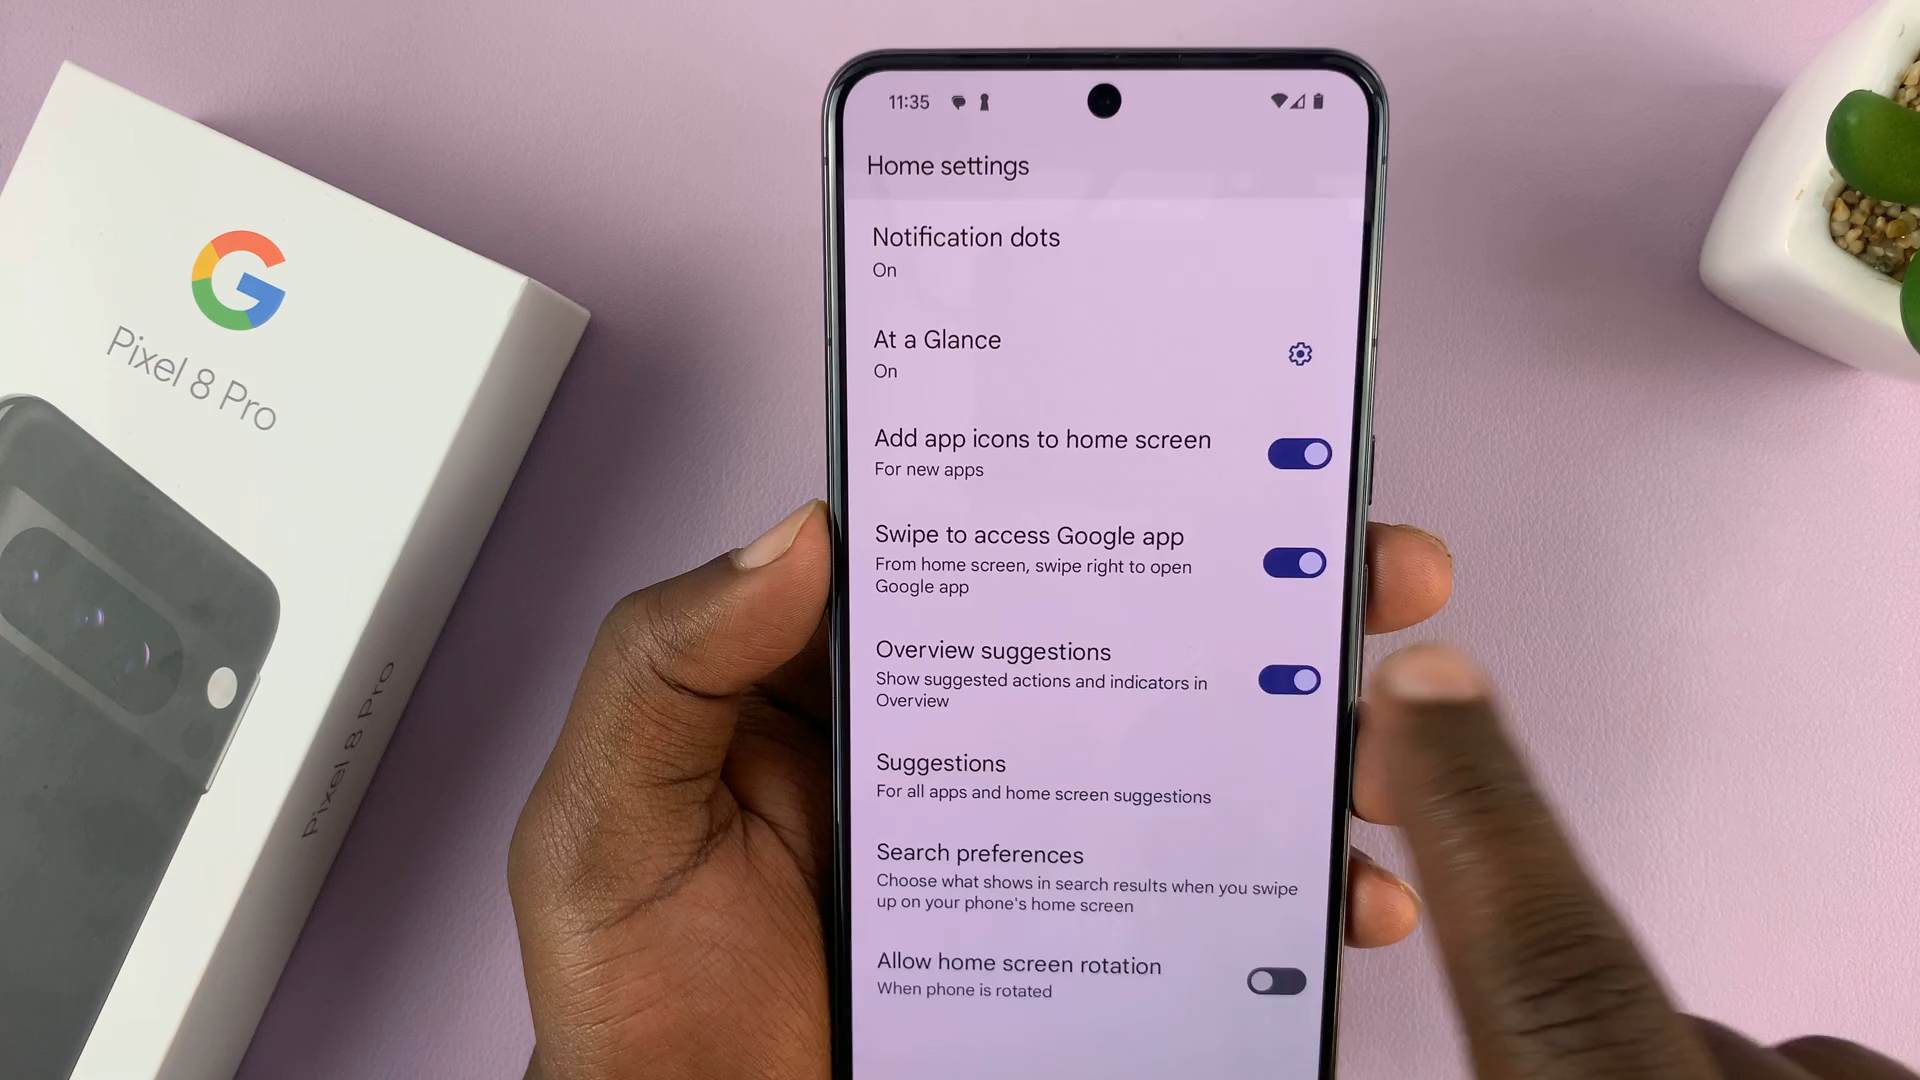 Pixel 8 Pro
Pixel 8 Pro
11:35
Home settings
Notification dots
On
At a Glance
On
Add app icons to home screen
For new apps
Swipe to access Google app
From home screen, swipe right to open
Google app
Overview suggestions
Show suggested actions and indicators in
Overview
Suggestions
For all apps and home screen suggestions
Search preferences
Choose what shows in search results when you swipe
up on your phone's home screen
Allow home screen rotation
When phone is rotated